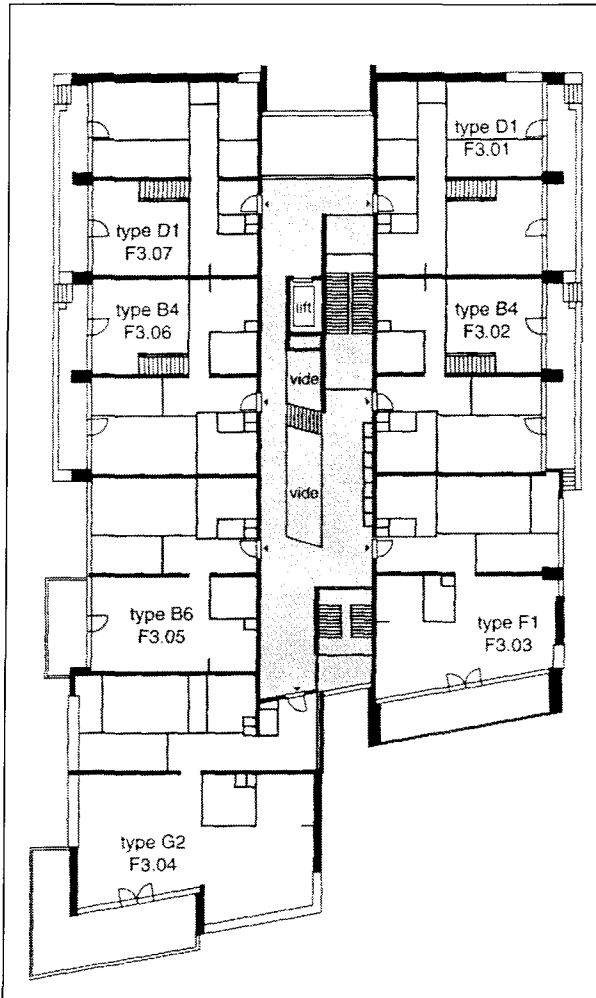 type D1
F3.01
type D1
F3.07
type B4
F3.06
lift
type B4
F3.02
vide
vide
type B6
F3.05
type F1
F3.03
type G2
F3.04